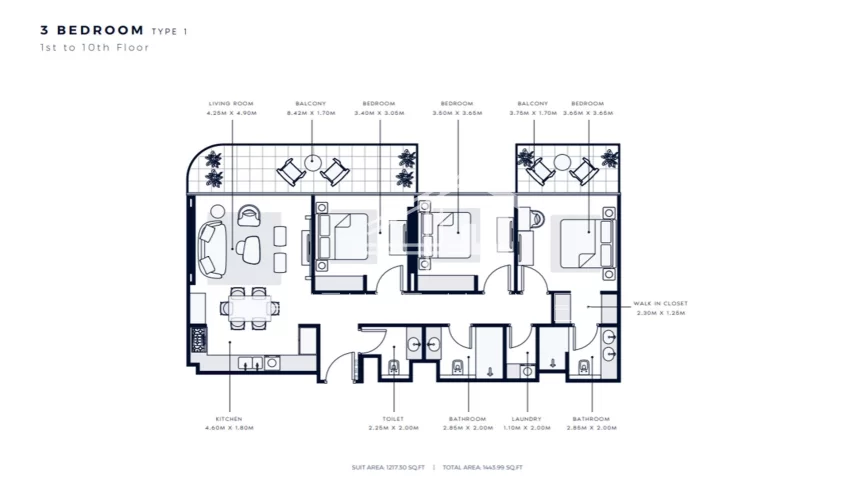 3 BEDROOM TYPE 1
1st to 10th Floor
LIVING ROOM
4.25M X 4.90M
BALCONY
8.42M X 1.70M
BEDROOM
3.40M X 3.05M
BEDROOM
3.50M X 3.65M
BALCONY
3.75M X 1.70M
BEDROOM
3.65M X 3.65M
WALK IN CLOSET
2.30M X 1.25M
KITCHEN
4.60M X 1.80M
TOILET
2.25M X 2.00M
BATHROOM
2.85M X 2.00M
LAUNDRY
1.10M X 2.00M
BATHROOM
2.85M X 2.00M
SUIT AREA: 1217.30 SQ.FT | TOTAL AREA: 1443.99 SQ.FT